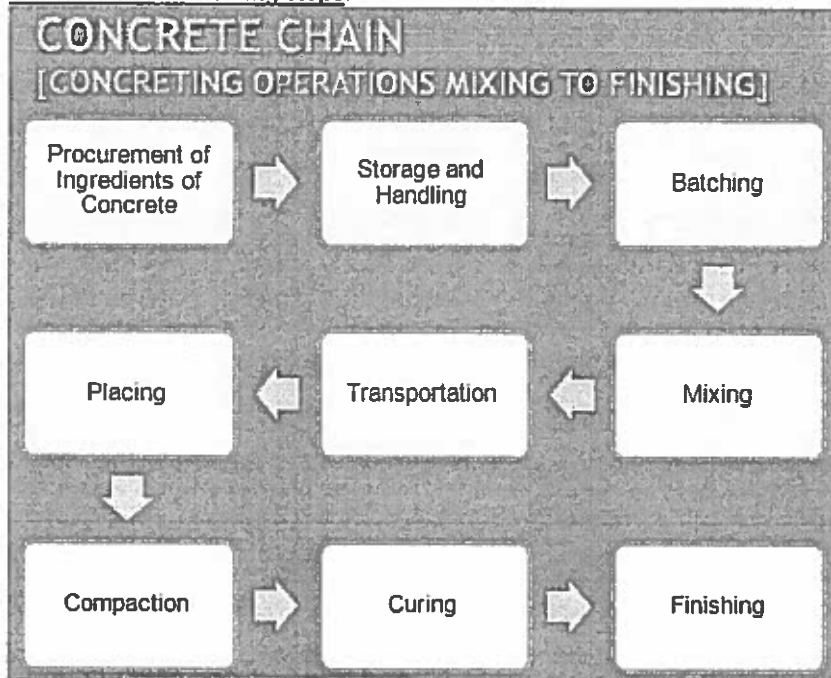 CONCRETE CHAIN
[CONCRETING OPERATIONS MIXING TO FINISHING]
Procurement of
Ingredients of
Concrete
Storage and
Handling
Batching
Mixing
Transportation
Placing
Compaction
Curing
Finishing